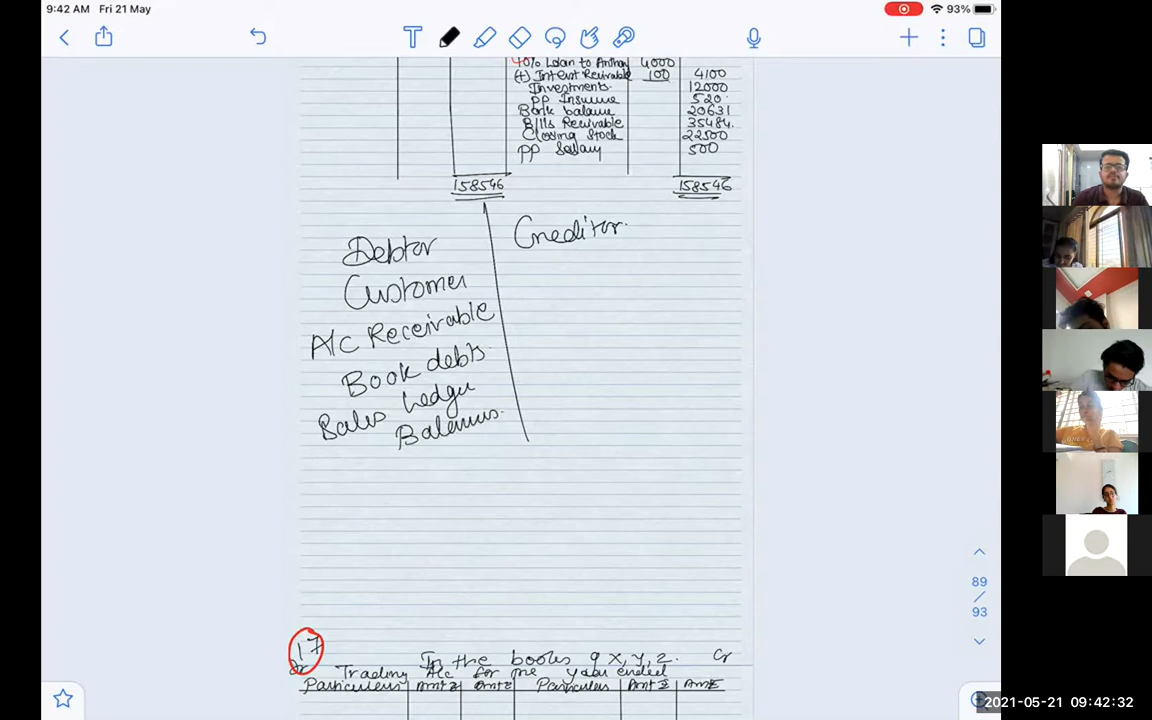 9:42 AM Fri 21 May
93%
40% Loan to Anthony 4000
(+) Interest Receivable 100 4100
Investments 12000
PP Insurance 520
Bank balance 20631
Bills Receivable 35484
Closing Stock 22500
PP Salary 500
158546 158546
Debtor
Creditor
Customer
A/c Receivable
Book debts
Sales Ledger
Balances
17
In the books of X, Y, Z. Cr
Dr Trading A/c for the year ended
Particulars Amt ₹ Amt ₹ Particulars Amt ₹ Amt ₹
89
/
93
2021-05-21 09:42:32